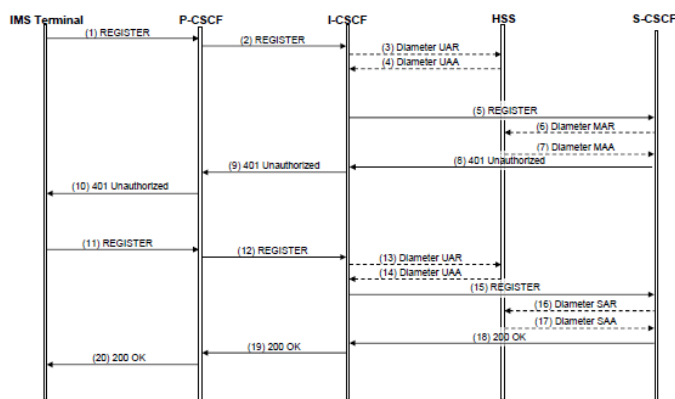 IMS Terminal P-CSCF I-CSCF HSS S-CSCF
(1) REGISTER
(2) REGISTER
(3) Diameter UAR
(4) Diameter UAA
(5) REGISTER
(6) Diameter MAR
(7) Diameter MAA
(8) 401 Unauthorized
(9) 401 Unauthorized
(10) 401 Unauthorized
(11) REGISTER
(12) REGISTER
(13) Diameter UAR
(14) Diameter UAA
(15) REGISTER
(16) Diameter SAR
(17) Diameter SAA
(18) 200 OK
(19) 200 OK
(20) 200 OK